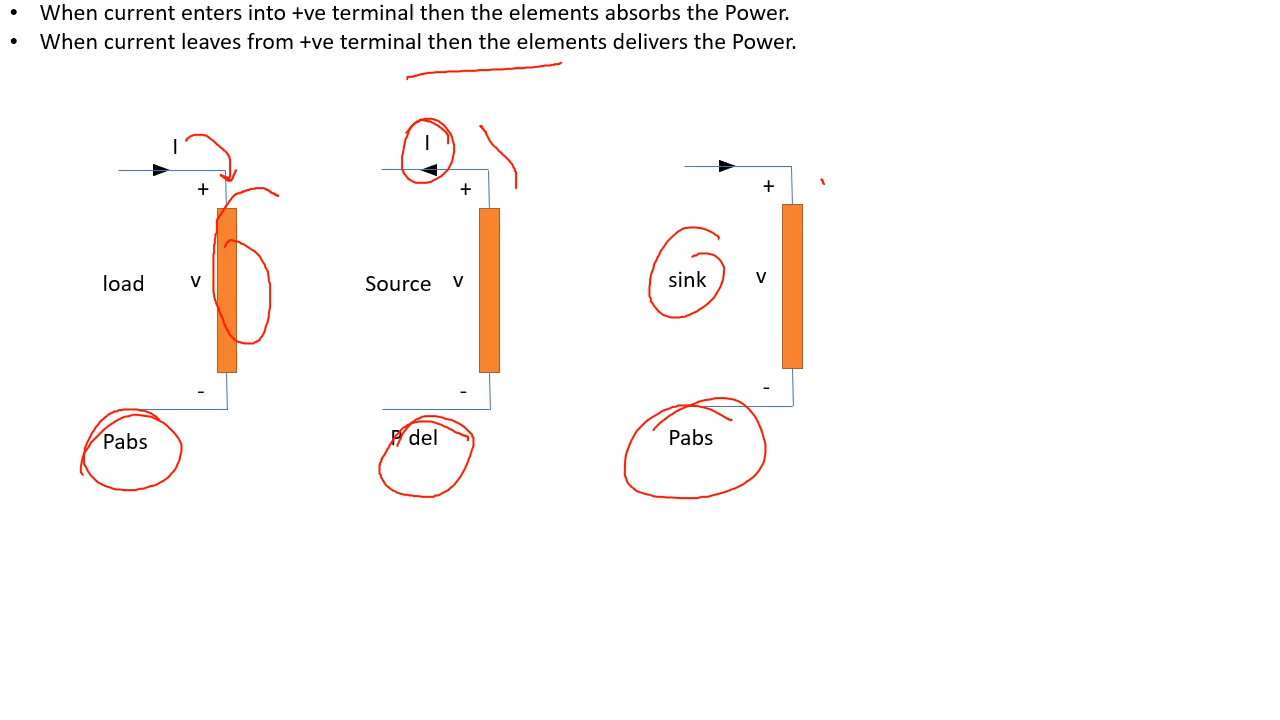 • When current enters into +ve terminal then the elements absorbs the Power.
• When current leaves from +ve terminal then the elements delivers the Power.
I
+
load
v
-
Pabs
I
+
Source
v
-
P del
+
sink
v
-
Pabs